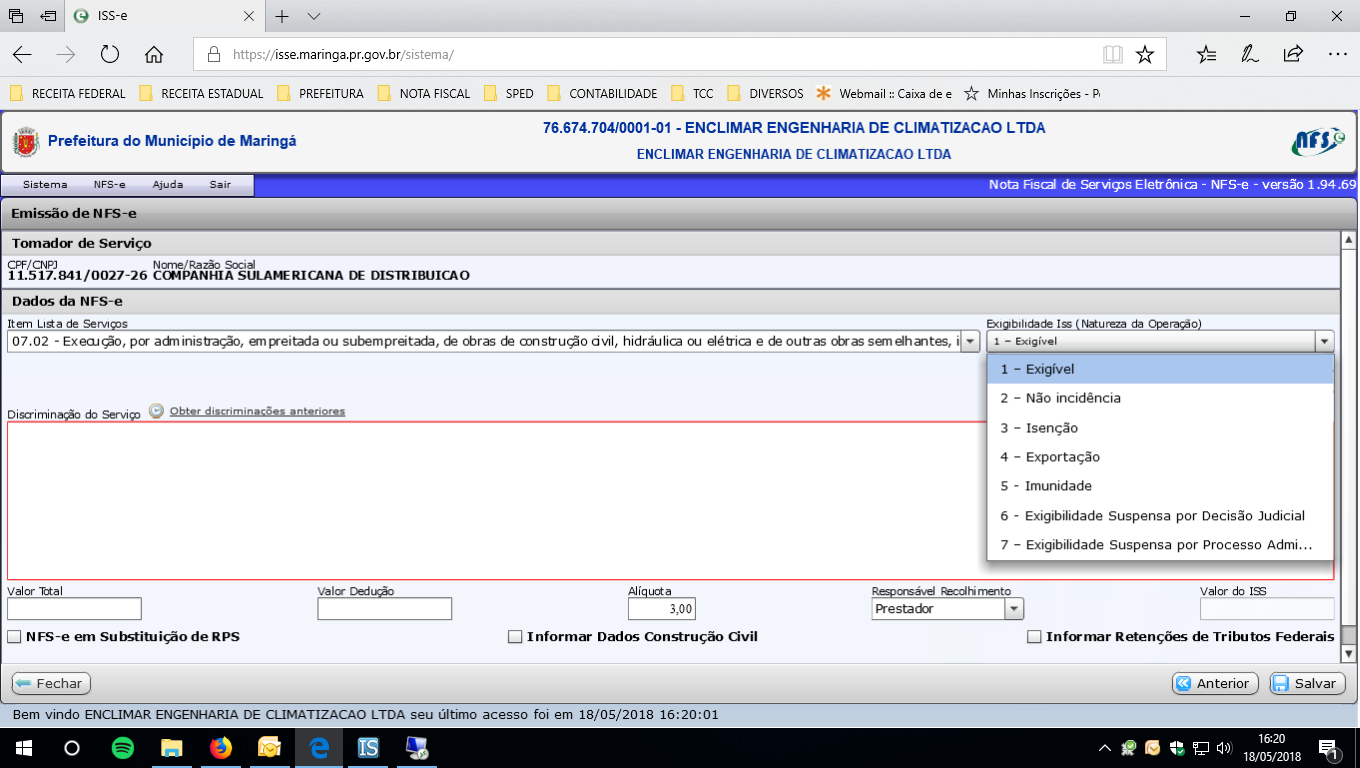 ISS-e
https://isse.maringa.pr.gov.br/sistema/
RECEITA FEDERAL RECEITA ESTADUAL PREFEITURA NOTA FISCAL SPED CONTABILIDADE TCC DIVERSOS Webmail :: Caixa de e Minhas Inscrições - P
Prefeitura do Município de Maringá
76.674.704/0001-01 - ENCLIMAR ENGENHARIA DE CLIMATIZACAO LTDA
ENCLIMAR ENGENHARIA DE CLIMATIZACAO LTDA
NFS-e
Sistema NFS-e Ajuda Sair
Nota Fiscal de Serviços Eletrônica - NFS-e - versão 1.94.69
Emissão de NFS-e
Tomador de Serviço
CPF/CNPJ Nome/Razão Social
11.517.841/0027-26 COMPANHIA SULAMERICANA DE DISTRIBUICAO
Dados da NFS-e
Item Lista de Serviços Exigibilidade Iss (Natureza da Operação)
07.02 - Execução, por administração, empreitada ou subempreitada, de obras de construção civil, hidráulica ou elétrica e de outras obras semelhantes, i 1 – Exigível
1 – Exigível
2 – Não incidência
3 – Isenção
4 – Exportação
5 - Imunidade
6 - Exigibilidade Suspensa por Decisão Judicial
7 – Exigibilidade Suspensa por Processo Admi...
Discriminação do Serviço Obter discriminações anteriores
Valor Total Valor Dedução Alíquota Responsável Recolhimento Valor do ISS
3,00 Prestador
NFS-e em Substituição de RPS Informar Dados Construção Civil Informar Retenções de Tributos Federais
Fechar Anterior Salvar
Bem vindo ENCLIMAR ENGENHARIA DE CLIMATIZACAO LTDA seu último acesso foi em 18/05/2018 16:20:01
IS
16:20
18/05/2018
1